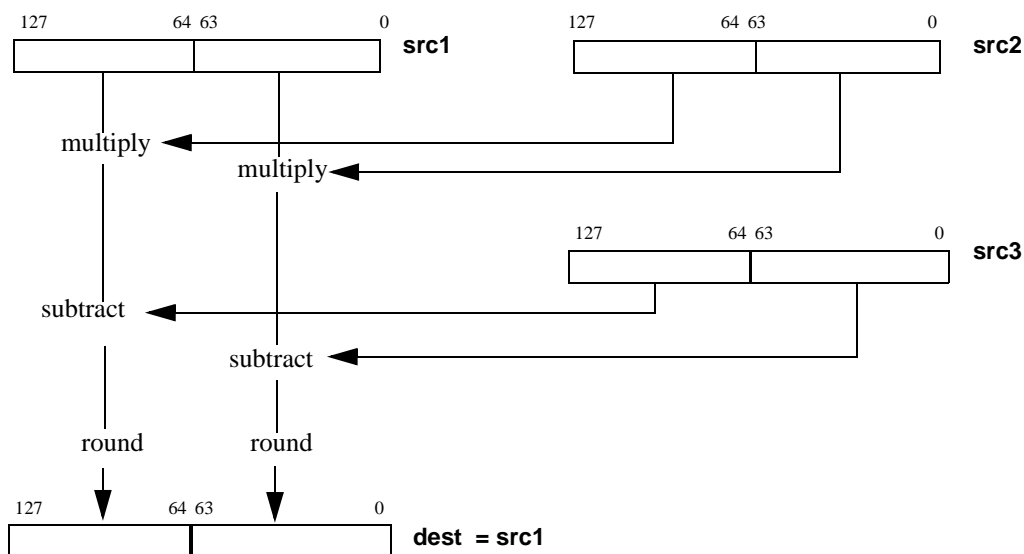 127 64 63 0 src1 127 64 63 0 src2
multiply
multiply
127 64 63 0 src3
subtract
subtract
round round
127 64 63 0
dest = src1